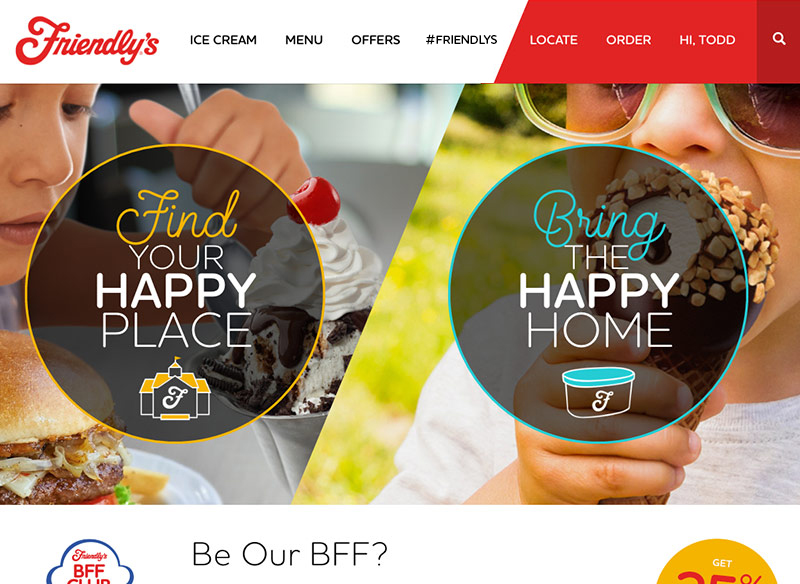 Friendly's
ICE CREAM MENU OFFERS #FRIENDLYS LOCATE ORDER HI, TODD
Find
YOUR
HAPPY
PLACE
F
Bring
THE
HAPPY
HOME
F
Be Our BFF?
Friendly's
BFF
CLUB
GET
25%